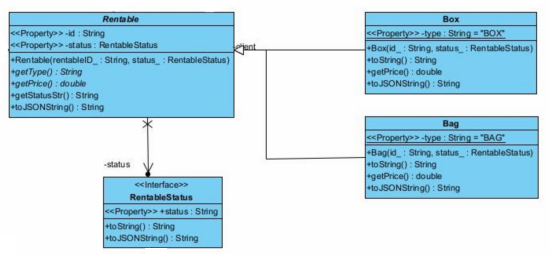 Rentable
<<Property>> -id : String
<<Property>> -status : RentableStatus
+Rentable(rentableID_ : String, status_ : RentableStatus)
+getType() : String
+getPrice() : double
+getStatusStr() : String
+toJSONString() : String
client
Box
<<Property>> -type : String = "BOX"
+Box(id_ : String, status_ : RentableStatus)
+toString() : String
+getPrice() : double
+toJSONString() : String
Bag
<<Property>> -type : String = "BAG"
+Bag(id_ : String, status_ : RentableStatus)
+toString() : String
+getPrice() : double
+toJSONString() : String
-status
<<Interface>>
RentableStatus
<<Property>> +status : String
+toString() : String
+toJSONString() : String